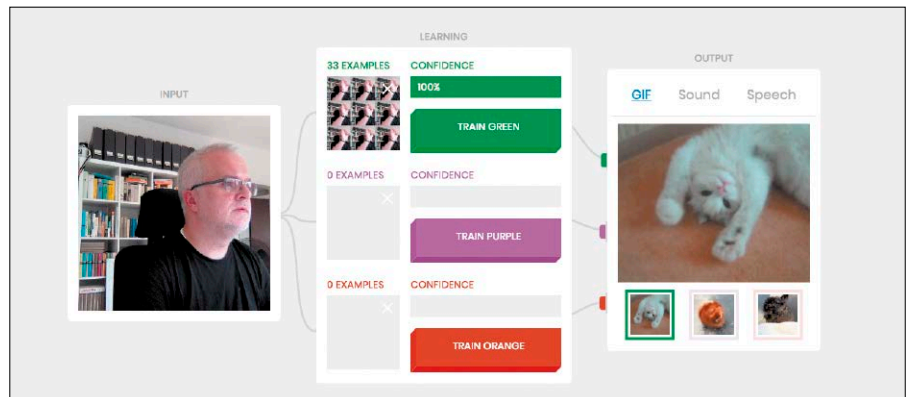 LEARNING
INPUT
33 EXAMPLES
CONFIDENCE
100%
TRAIN GREEN
0 EXAMPLES
CONFIDENCE
TRAIN PURPLE
0 EXAMPLES
CONFIDENCE
TRAIN ORANGE
OUTPUT
GIF Sound Speech